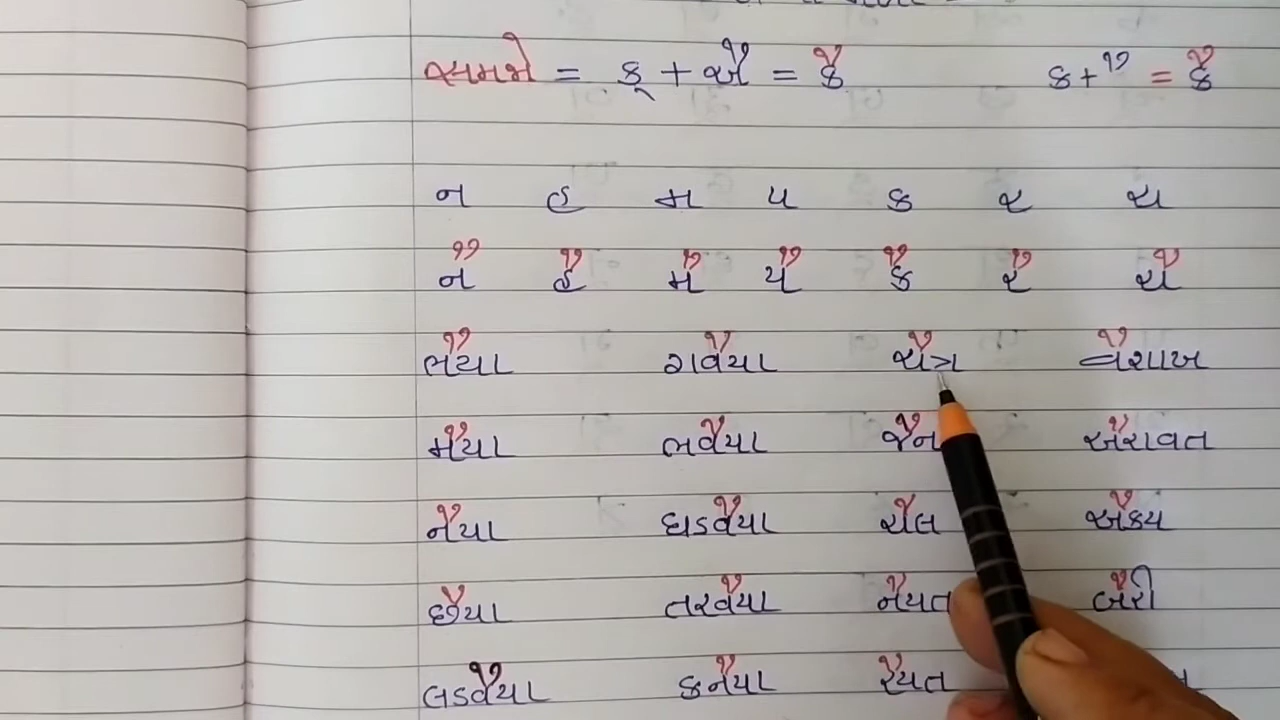 સમજો = ક્ + ઐ = કૈ ક + ૈ = કૈ
ન હ મ પ ક ર ચ
નૈ હૈ મૈ પૈ કૈ રૈ ચૈ
ભૈયા ગવૈયા ચૈત્ર વૈશાખ
મૈયા ભવૈયા જૈન ઐરાવત
નૈયા ઘડવૈયા શૈલ ઐક્ય
છૈયા તરવૈયા નૈયત બૈરી
લડવૈયા કનૈયા રૈયત